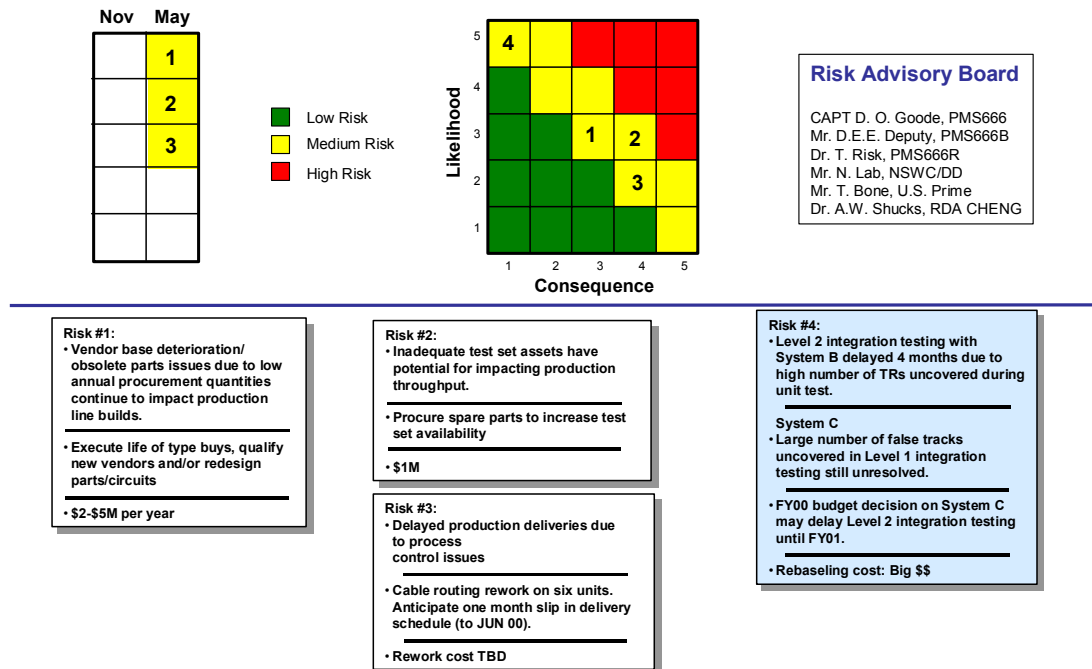 Nov May
1
2
3
Low Risk
Medium Risk
High Risk
Likelihood
5
4
3
2
1
4
1 2
3
1 2 3 4 5
Consequence
Risk Advisory Board
CAPT D. O. Goode, PMS666
Mr. D.E.E. Deputy, PMS666B
Dr. T. Risk, PMS666R
Mr. N. Lab, NSWC/DD
Mr. T. Bone, U.S. Prime
Dr. A.W. Shucks, RDA CHENG
Risk #1:
• Vendor base deterioration/
obsolete parts issues due to low
annual procurement quantities
continue to impact production
line builds.
• Execute life of type buys, qualify
new vendors and/or redesign
parts/circuits
• $2-$5M per year
Risk #2:
• Inadequate test set assets have
potential for impacting production
throughput.
• Procure spare parts to increase test
set availability
• $1M
Risk #3:
• Delayed production deliveries due
to process
control issues
• Cable routing rework on six units.
Anticipate one month slip in delivery
schedule (to JUN 00).
• Rework cost TBD
Risk #4:
• Level 2 integration testing with
System B delayed 4 months due to
high number of TRs uncovered during
unit test.
System C
• Large number of false tracks
uncovered in Level 1 integration
testing still unresolved.
• FY00 budget decision on System C
may delay Level 2 integration testing
until FY01.
• Rebaseling cost: Big $$